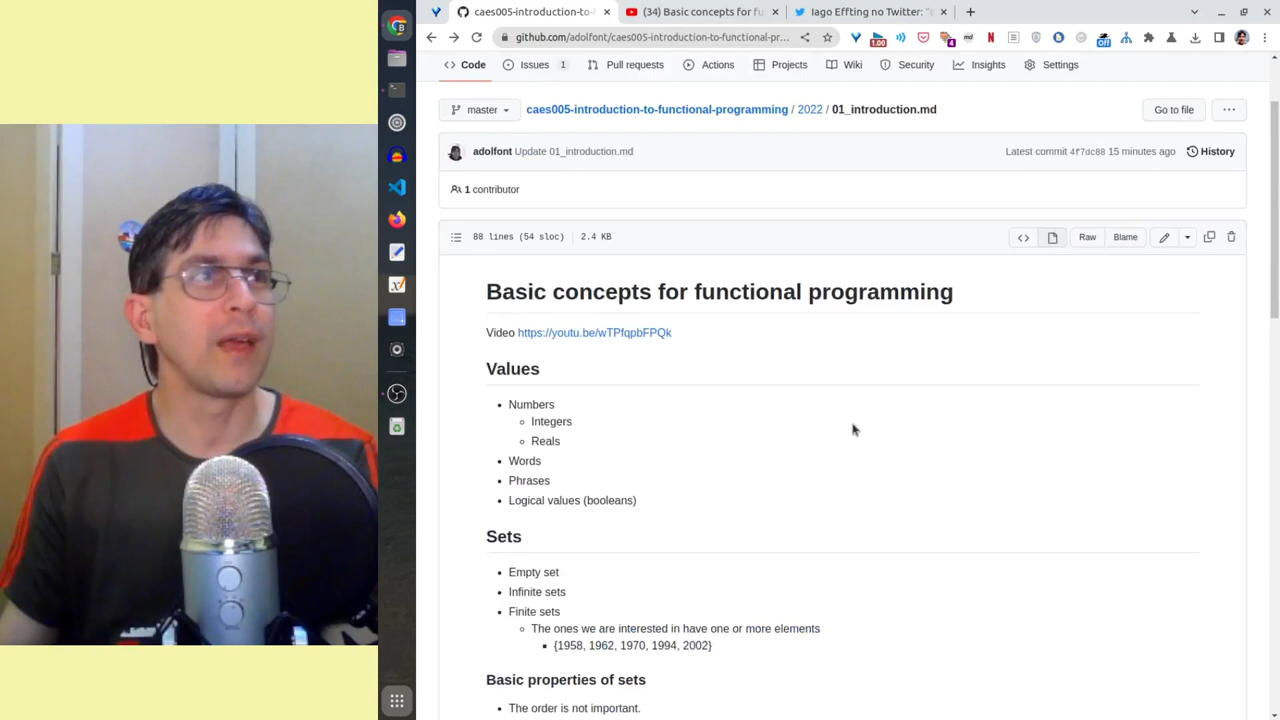 caes005-introduction-to-f
(34) Basic concepts for fu
Iago Effting no Twitter: "
github.com/adolfont/caes005-introduction-to-functional-pr...
1.00
4
md
off
Code
Issues 1
Pull requests
Actions
Projects
Wiki
Security
Insights
Settings
master
caes005-introduction-to-functional-programming / 2022 / 01_introduction.md
Go to file
adolfont Update 01_introduction.md
Latest commit 4f7dc88 15 minutes ago
History
1 contributor
88 lines (54 sloc)
2.4 KB
Raw
Blame
Basic concepts for functional programming
Video https://youtu.be/wTPfqpbFPQk
Values
Numbers
Integers
Reals
Words
Phrases
Logical values (booleans)
Sets
Empty set
Infinite sets
Finite sets
The ones we are interested in have one or more elements
{1958, 1962, 1970, 1994, 2002}
Basic properties of sets
The order is not important.